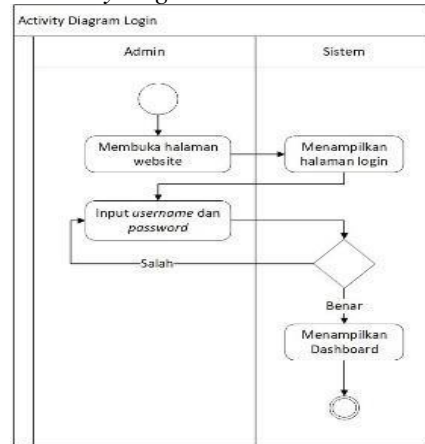 Activity Diagram Login
Admin
Sistem
Membuka halaman
website
Menampilkan
halaman login
Input username dan
password
Salah
Benar
Menampilkan
Dashboard